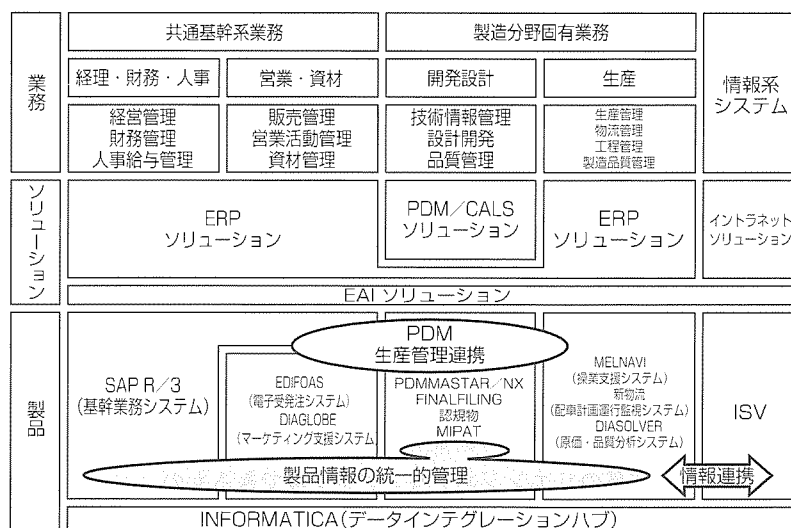 共通基幹系業務
製造分野固有業務
業務
経理・財務・人事
営業・資材
開発設計
生産
情報系
システム
経営管理
財務管理
人事給与管理
販売管理
営業活動管理
資材管理
技術情報管理
設計開発
品質管理
生産管理
物流管理
工程管理
製造品質管理
ソリューション
ERP
ソリューション
PDM/CALS
ソリューション
ERP
ソリューション
イントラネット
ソリューション
EAI ソリューション
製品
PDM
生産管理連携
SAP R/3
(基幹業務システム)
EDIFOAS
(電子受発注システム)
DIAGLOBE
(マーケティング支援システム)
PDMMASTAR/NX
FINALFILING
認規物
MIPAT
MELNAVI
(操業支援システム)
新物流
(配車計画運行監視システム)
DIASOLVER
(原価・品質分析システム)
ISV
製品情報の統一的管理
情報連携
INFORMATICA(データインテグレーションハブ)